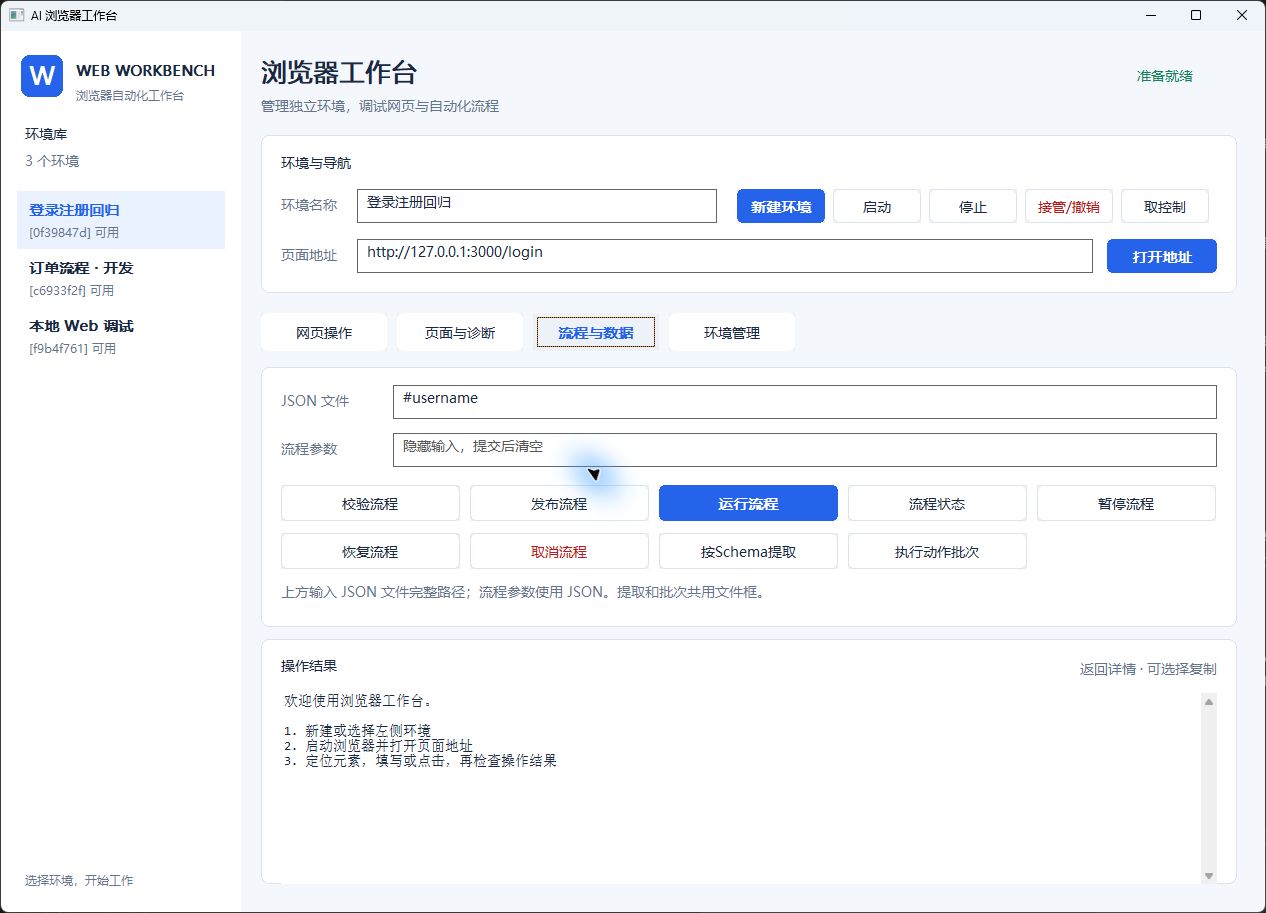 AI 浏览器工作台
W
WEB WORKBENCH
浏览器自动化工作台
环境库
3 个环境
登录注册回归
[0f39847d] 可用
订单流程 · 开发
[c6933f2f] 可用
本地 Web 调试
[f9b4f761] 可用
选择环境，开始工作
浏览器工作台
准备就绪
管理独立环境，调试网页与自动化流程
环境与导航
环境名称 登录注册回归 新建环境 启动 停止 接管/撤销 取控制
页面地址 http://127.0.0.1:3000/login 打开地址
网页操作 页面与诊断 流程与数据 环境管理
JSON 文件 #username
流程参数 隐藏输入，提交后清空
校验流程 发布流程 运行流程 流程状态 暂停流程
恢复流程 取消流程 按Schema提取 执行动作批次
上方输入 JSON 文件完整路径；流程参数使用 JSON。提取和批次共用文件框。
操作结果 返回详情 · 可选择复制
欢迎使用浏览器工作台。
1. 新建或选择左侧环境
2. 启动浏览器并打开页面地址
3. 定位元素，填写或点击，再检查操作结果